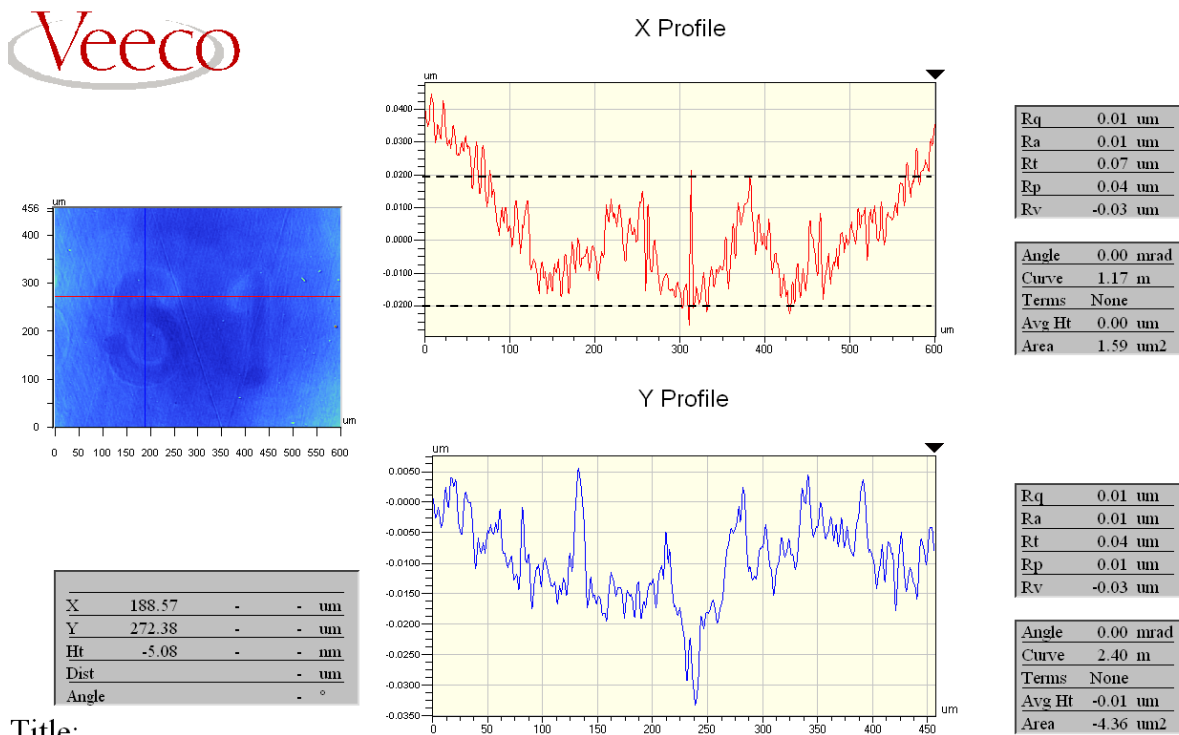 Veeco
X Profile
um
0.0400
0.0300
0.0200
0.0100
0.0000
-0.0100
-0.0200
0 100 200 300 400 500 600
um
Rq 0.01 um
Ra 0.01 um
Rt 0.07 um
Rp 0.04 um
Rv -0.03 um
Angle 0.00 mrad
Curve 1.17 m
Terms None
Avg Ht 0.00 um
Area 1.59 um2
um
456
400
300
200
100
0
um
0 50 100 150 200 250 300 350 400 450 500 550 600
Y Profile
um
0.0050
-0.0000
-0.0050
-0.0100
-0.0150
-0.0200
-0.0250
-0.0300
-0.0350
0 50 100 150 200 250 300 350 400 450
um
Rq 0.01 um
Ra 0.01 um
Rt 0.04 um
Rp 0.01 um
Rv -0.03 um
Angle 0.00 mrad
Curve 2.40 m
Terms None
Avg Ht -0.01 um
Area -4.36 um2
X 188.57 - - um
Y 272.38 - - um
Ht -5.08 - - nm
Dist - um
Angle - °
Title: